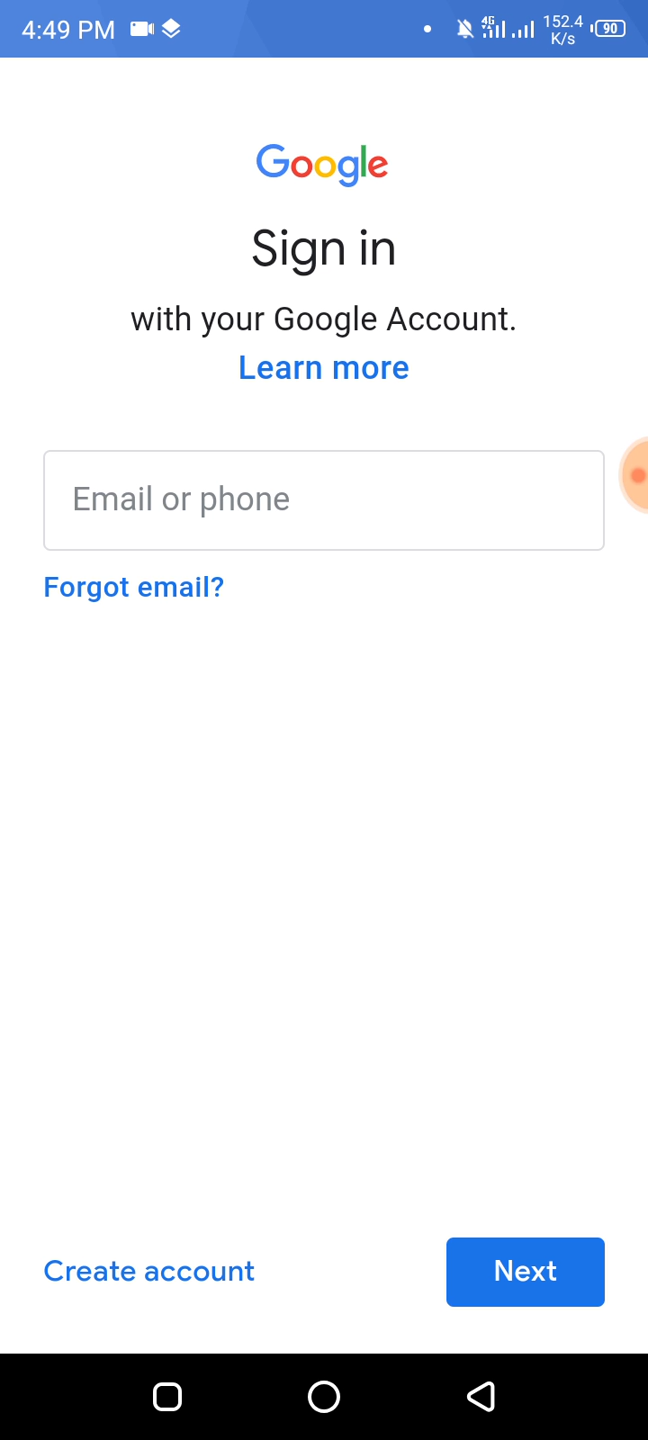 4:49 PM
4G
152.4
K/s
90
Google
Sign in
with your Google Account.
Learn more
Email or phone
Forgot email?
Create account
Next